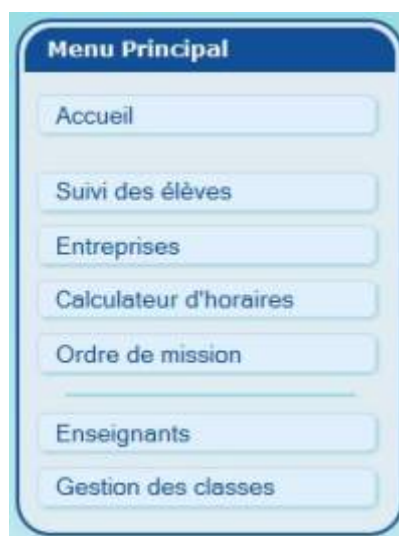 Menu Principal
Accueil
Suivi des élèves
Entreprises
Calculateur d'horaires
Ordre de mission
Enseignants
Gestion des classes